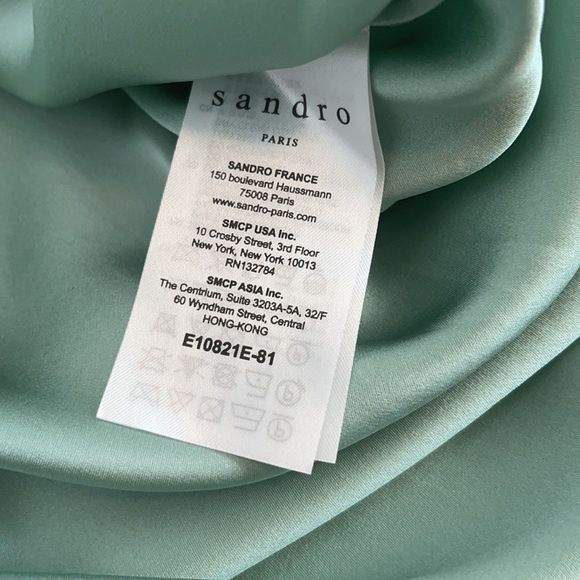 sandro
PARIS
SANDRO FRANCE
150 boulevard Haussmann
75008 Paris
www.sandro-paris.com
SMCP USA Inc.
10 Crosby Street, 3rd Floor
New York, New York 10013
RN132784
SMCP ASIA Inc.
The Centrium, Suite 3203A-5A, 32/F
60 Wyndham Street, Central
HONG-KONG
E10821E-81